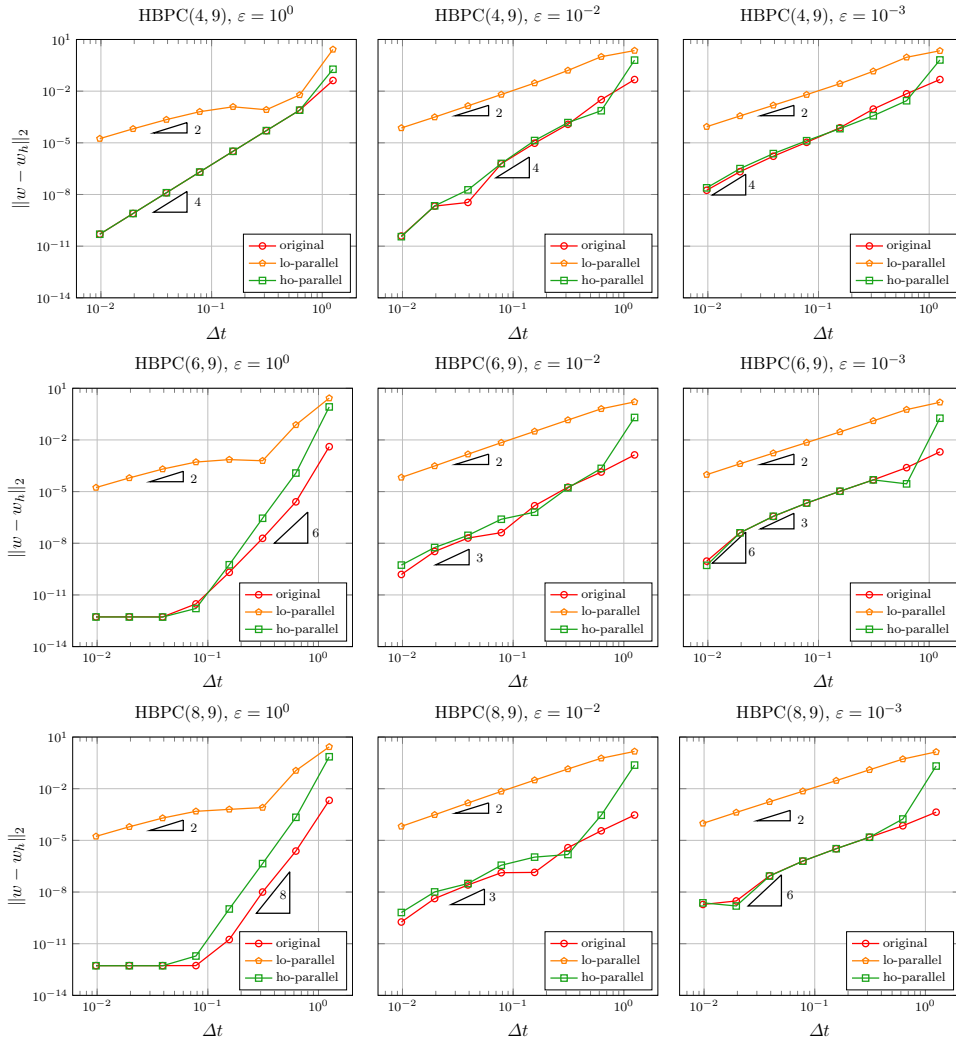 HBPC(4, 9), ε = 10^0
HBPC(4, 9), ε = 10^−2
HBPC(4, 9), ε = 10^−3
10^1
10^−2
10^−5
10^−8
10^−11
10^−14
‖w − w_h‖_2
2
4
original
lo-parallel
ho-parallel
10^−2
10^−1
10^0
Δt
2
4
original
lo-parallel
ho-parallel
10^−2
10^−1
10^0
Δt
2
4
original
lo-parallel
ho-parallel
10^−2
10^−1
10^0
Δt
HBPC(6, 9), ε = 10^0
HBPC(6, 9), ε = 10^−2
HBPC(6, 9), ε = 10^−3
10^1
10^−2
10^−5
10^−8
10^−11
10^−14
‖w − w_h‖_2
2
6
original
lo-parallel
ho-parallel
10^−2
10^−1
10^0
Δt
2
3
original
lo-parallel
ho-parallel
10^−2
10^−1
10^0
Δt
2
3
6
original
lo-parallel
ho-parallel
10^−2
10^−1
10^0
Δt
HBPC(8, 9), ε = 10^0
HBPC(8, 9), ε = 10^−2
HBPC(8, 9), ε = 10^−3
10^1
10^−2
10^−5
10^−8
10^−11
10^−14
‖w − w_h‖_2
2
8
original
lo-parallel
ho-parallel
10^−2
10^−1
10^0
Δt
2
3
original
lo-parallel
ho-parallel
10^−2
10^−1
10^0
Δt
2
6
original
lo-parallel
ho-parallel
10^−2
10^−1
10^0
Δt